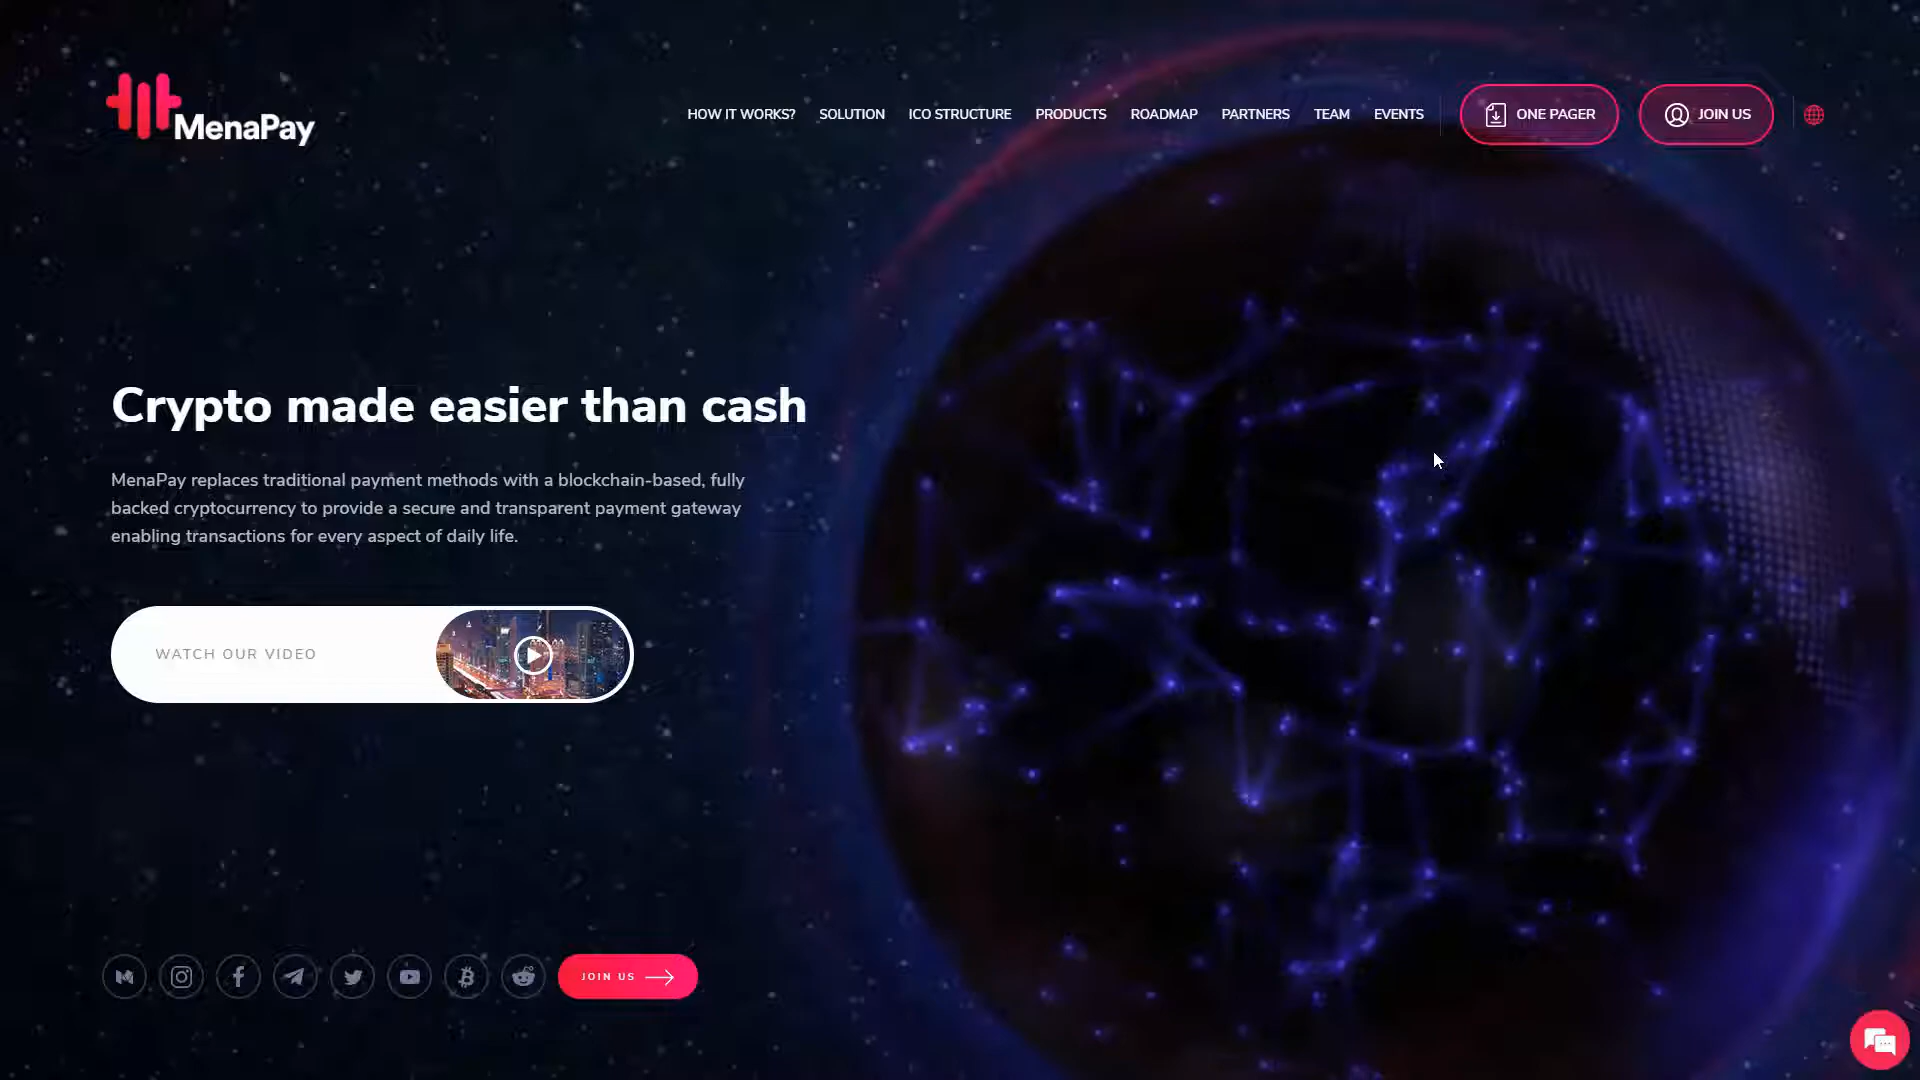 MenaPay
HOW IT WORKS? SOLUTION ICO STRUCTURE PRODUCTS ROADMAP PARTNERS TEAM EVENTS ONE PAGER JOIN US
Crypto made easier than cash
MenaPay replaces traditional payment methods with a blockchain-based, fully
backed cryptocurrency to provide a secure and transparent payment gateway
enabling transactions for every aspect of daily life.
WATCH OUR VIDEO
JOIN US